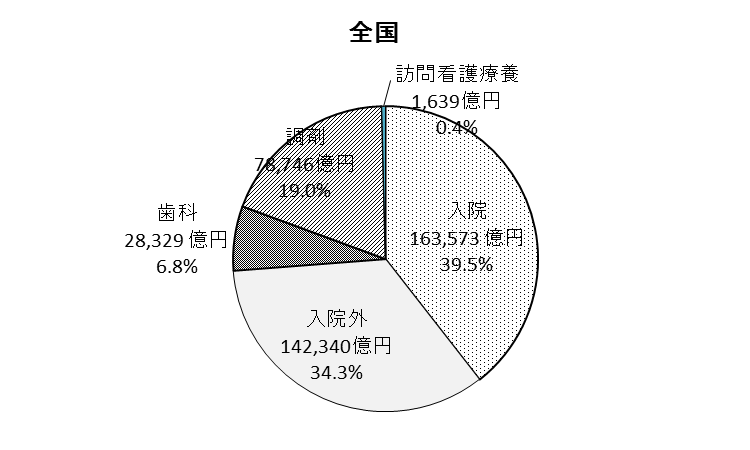 全国
訪問看護療養
1,639億円
0.4%
入院
163,573 億円
39.5%
入院外
142,340億円
34.3%
歯科
28,329 億円
6.8%
調剤
78,746億円
19.0%